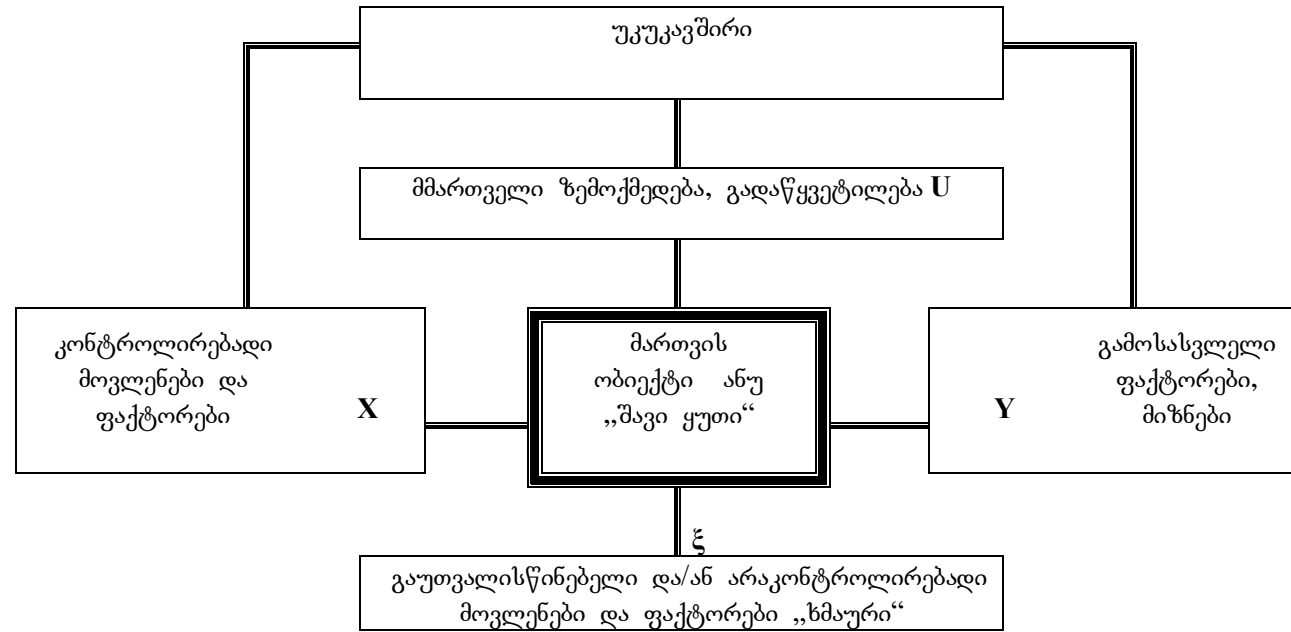 უკუკავშირი
მმართველი ზემოქმედება, გადაწყვეტილება U
კონტროლირებადი
მოვლენები და
ფაქტორები X
მართვის
ობიექტი ანუ
„შავი ყუთი“
გამოსასვლელი
ფაქტორები,
Y მიზნები
ξ
გაუთვალისწინებელი და/ან არაკონტროლირებადი
მოვლენები და ფაქტორები „ხმაური“